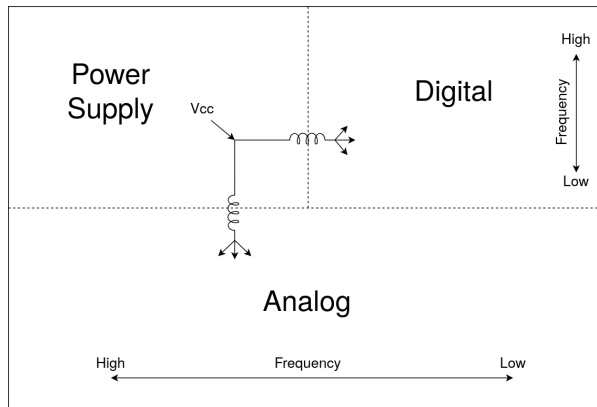 Power
Supply
Vcc
Digital
High
Frequency
Low
Analog
High
Frequency
Low